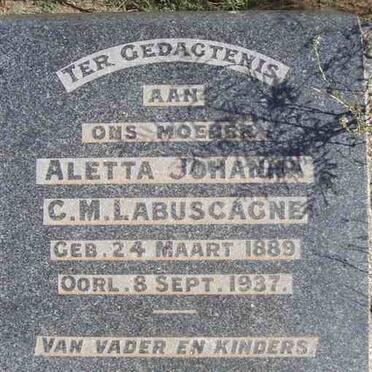 TER GEDAGTENIS
AAN
ONS MOEDER
ALETTA JOHANNA
C.M. LABUSCAGNE
GEB. 24 MAART 1889
OORL. 8 SEPT. 1937.
VAN VADER EN KINDERS.